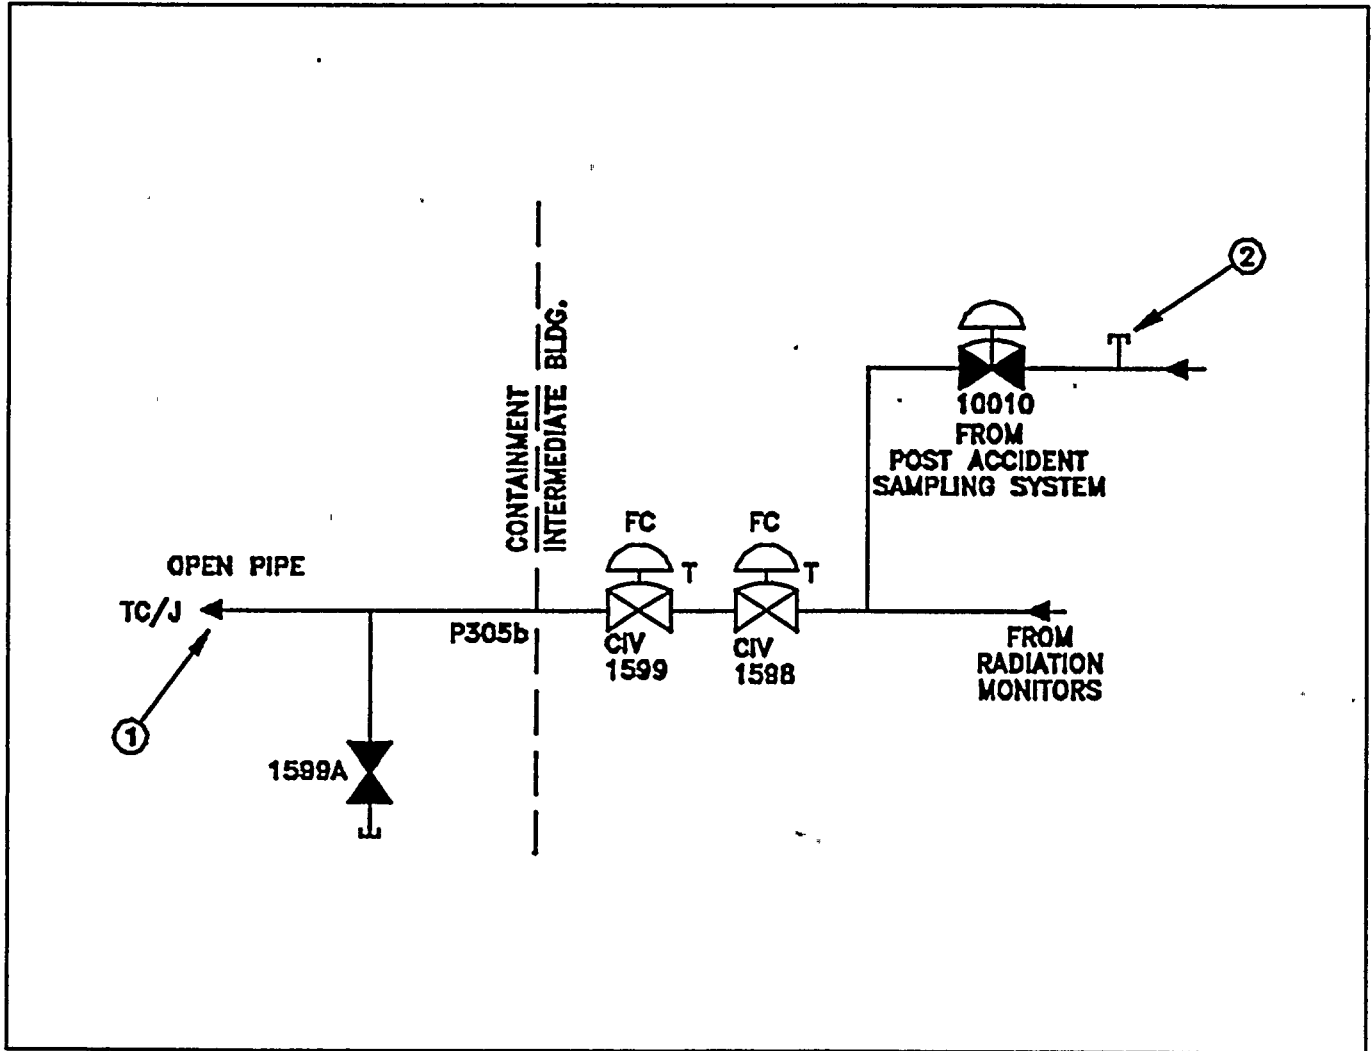 2
CONTAINMENT
INTERMEDIATE BLDG.
10010
FROM
POST ACCIDENT
SAMPLING SYSTEM
FC
FC
T
T
OPEN PIPE
TC/J
P305b
CIV
1599
CIV
1598
FROM
RADIATION
MONITORS
1
1599A